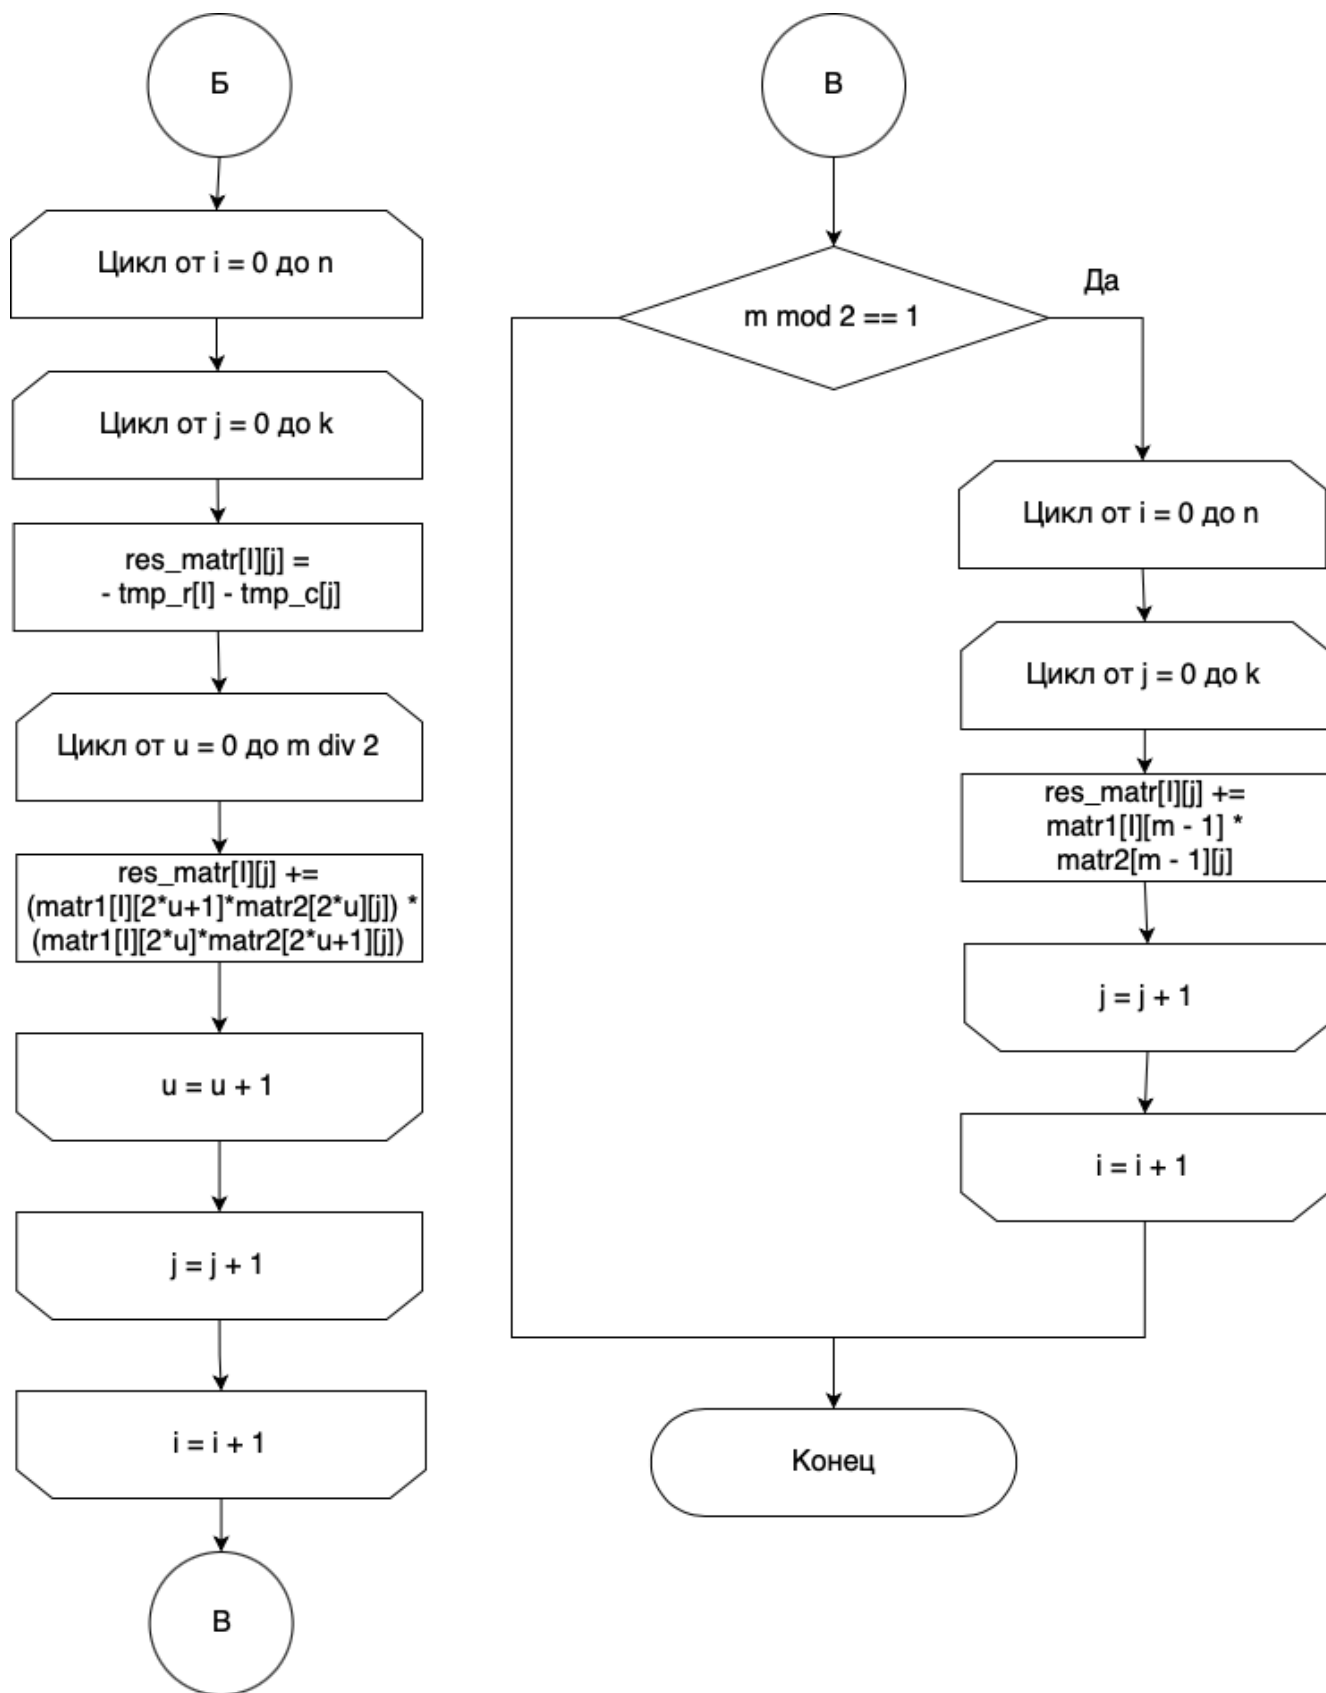 Б
Цикл от i = 0 до n
Цикл от j = 0 до k
res_matr[I][j] =
- tmp_r[I] - tmp_c[j]
Цикл от u = 0 до m div 2
res_matr[I][j] +=
(matr1[I][2*u+1]*matr2[2*u][j]) *
(matr1[I][2*u]*matr2[2*u+1][j])
u = u + 1
j = j + 1
i = i + 1
В
В
m mod 2 == 1
Да
Цикл от i = 0 до n
Цикл от j = 0 до k
res_matr[I][j] +=
matr1[I][m - 1] *
matr2[m - 1][j]
j = j + 1
i = i + 1
Конец